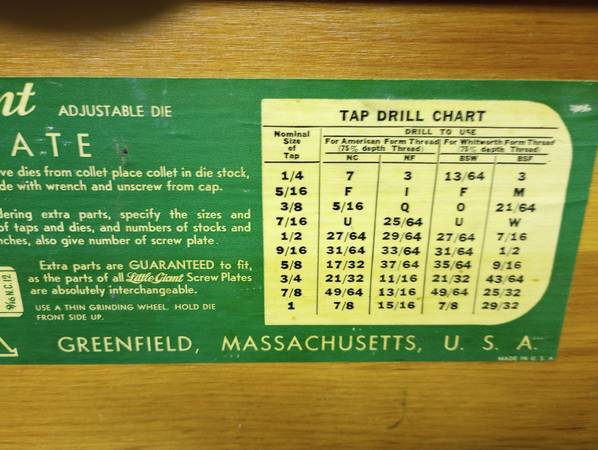 ADJUSTABLE DIE
ve dies from collet place collet in die stock,
de with wrench and unscrew from cap.
dering extra parts, specify the sizes and
of taps and dies, and numbers of stocks and
nches, also give number of screw plate.
Extra parts are GUARANTEED to fit,
as the parts of all Little Giant Screw Plates
are absolutely interchangeable.
9/16 N.C. 12
USE A THIN GRINDING WHEEL. HOLD DIE
FRONT SIDE UP.
TAP DRILL CHART
Nominal Size of Tap
DRILL TO USE
For American Form Thread (75% depth Thread) For Whitworth Form Thread (75% depth Thread)
NC NF BSW BSF
1/4 7 3 13/64 3
5/16 F I F M
3/8 5/16 Q O 21/64
7/16 U 25/64 U W
1/2 27/64 29/64 27/64 7/16
9/16 31/64 33/64 31/64 1/2
5/8 17/32 37/64 35/64 9/16
3/4 21/32 11/16 21/32 43/64
7/8 49/64 13/16 49/64 25/32
1 7/8 15/16 7/8 29/32
GREENFIELD, MASSACHUSETTS, U. S. A.
MADE IN U. S. A.